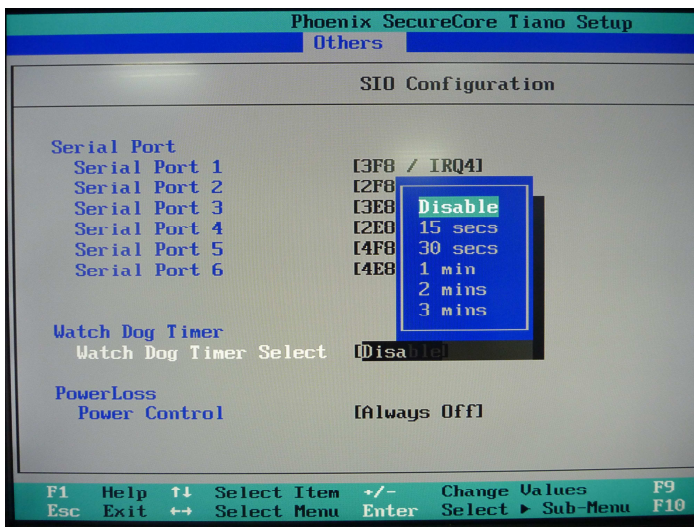 Phoenix SecureCore Tiano Setup
Others
SIO Configuration
Serial Port
Serial Port 1 [3F8 / IRQ4]
Serial Port 2 [2F8
Serial Port 3 [3E8
Serial Port 4 [2E8
Serial Port 5 [4F8
Serial Port 6 [4E8
Disable
15 secs
30 secs
1 min
2 mins
3 mins
Watch Dog Timer
Watch Dog Timer Select [Disable]
PowerLoss
Power Control [Always Off]
F1 Help ↑↓ Select Item +/- Change Values F9
Esc Exit ↔ Select Menu Enter Select ▶ Sub-Menu F10